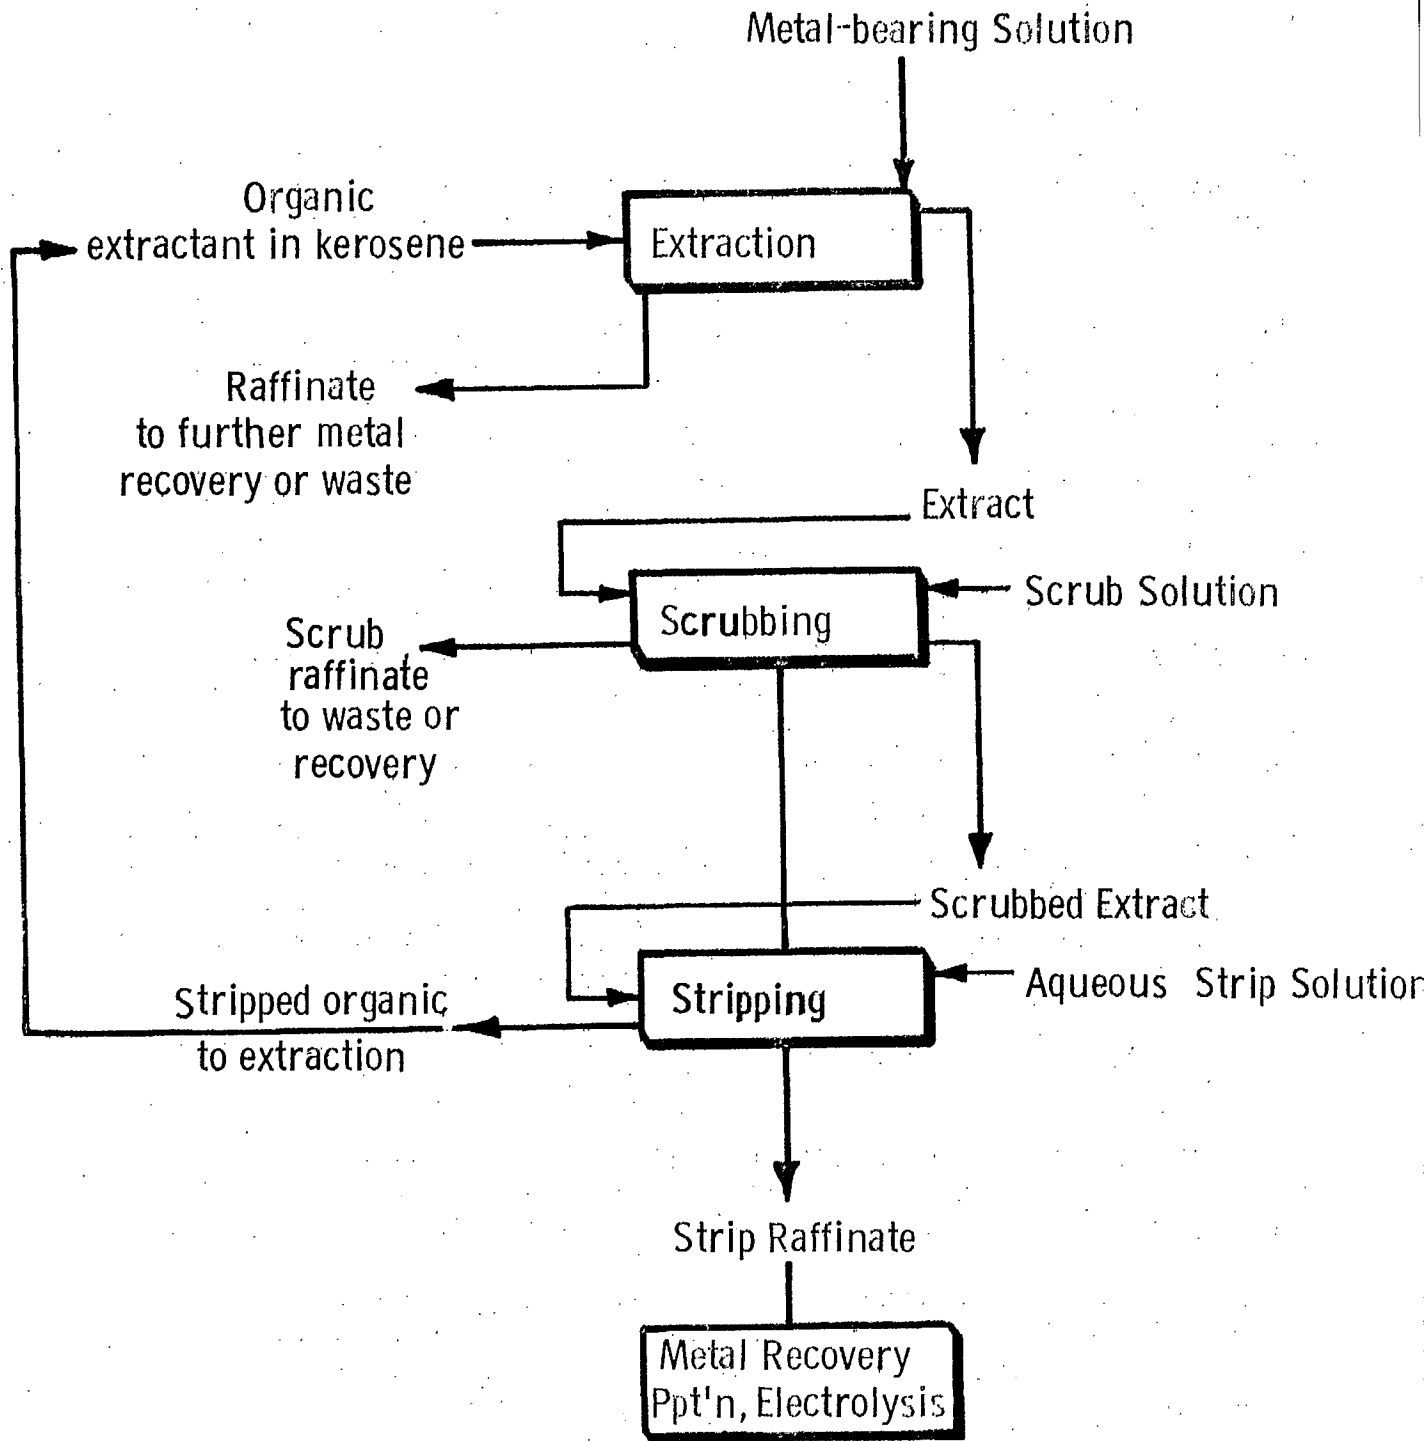 Metal-bearing Solution
Organic
extractant in kerosene
Extraction
Raffinate
to further metal
recovery or waste
Extract
Scrub Solution
Scrubbing
Scrub
raffinate
to waste or
recovery
Scrubbed Extract
Aqueous Strip Solution
Stripping
Stripped organic
to extraction
Strip Raffinate
Metal Recovery
Ppt'n, Electrolysis